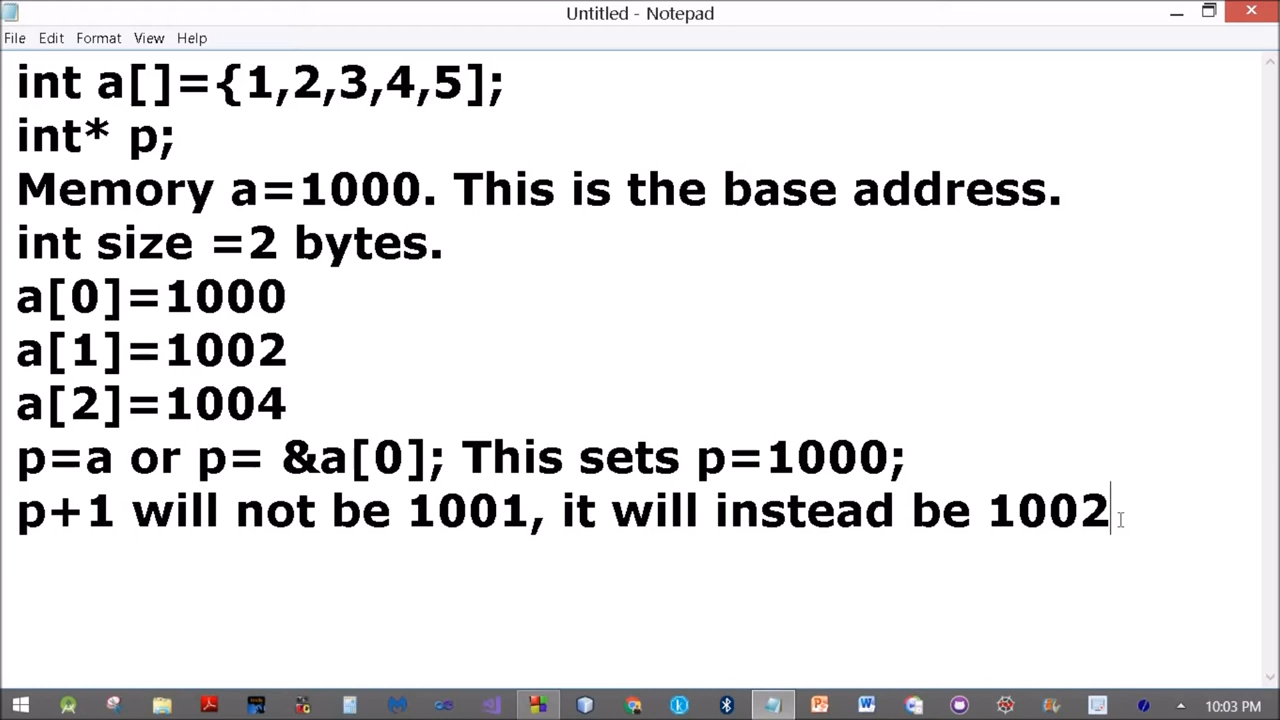 Untitled - Notepad
File Edit Format View Help
int a[]={1,2,3,4,5];
int* p;
Memory a=1000. This is the base address.
int size =2 bytes.
a[0]=1000
a[1]=1002
a[2]=1004
p=a or p= &a[0]; This sets p=1000;
p+1 will not be 1001, it will instead be 1002
10:03 PM